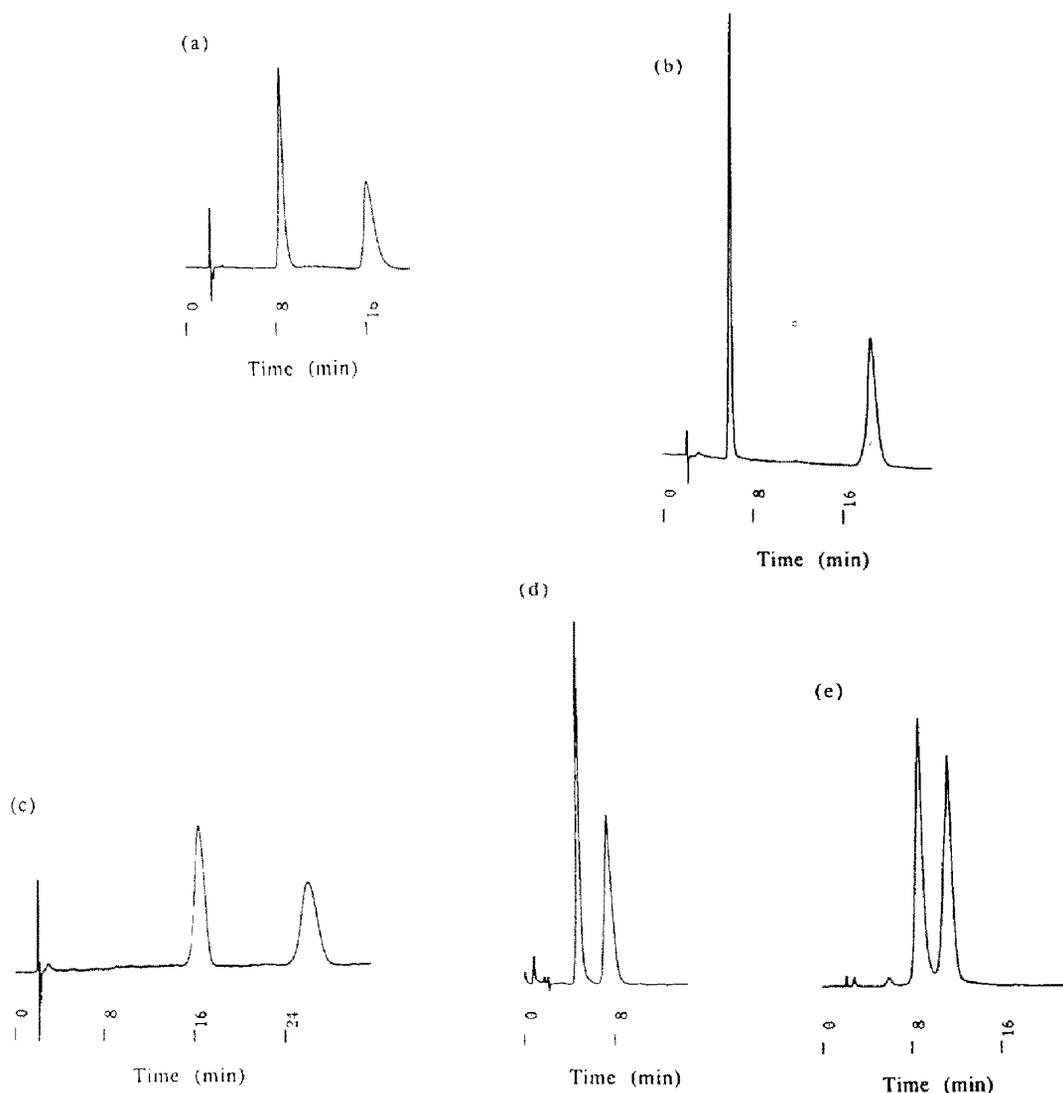 (a)
– 0
– 8
– 16
Time (min)
(b)
– 0
– 8
– 16
Time (min)
(c)
– 0
– 8
– 16
– 24
Time (min)
(d)
– 0
– 8
Time (min)
(e)
– 0
– 8
– 16
Time (min)